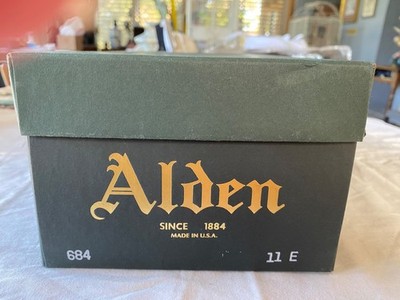 Alden
SINCE 1884
MADE IN U.S.A.
684 11 E